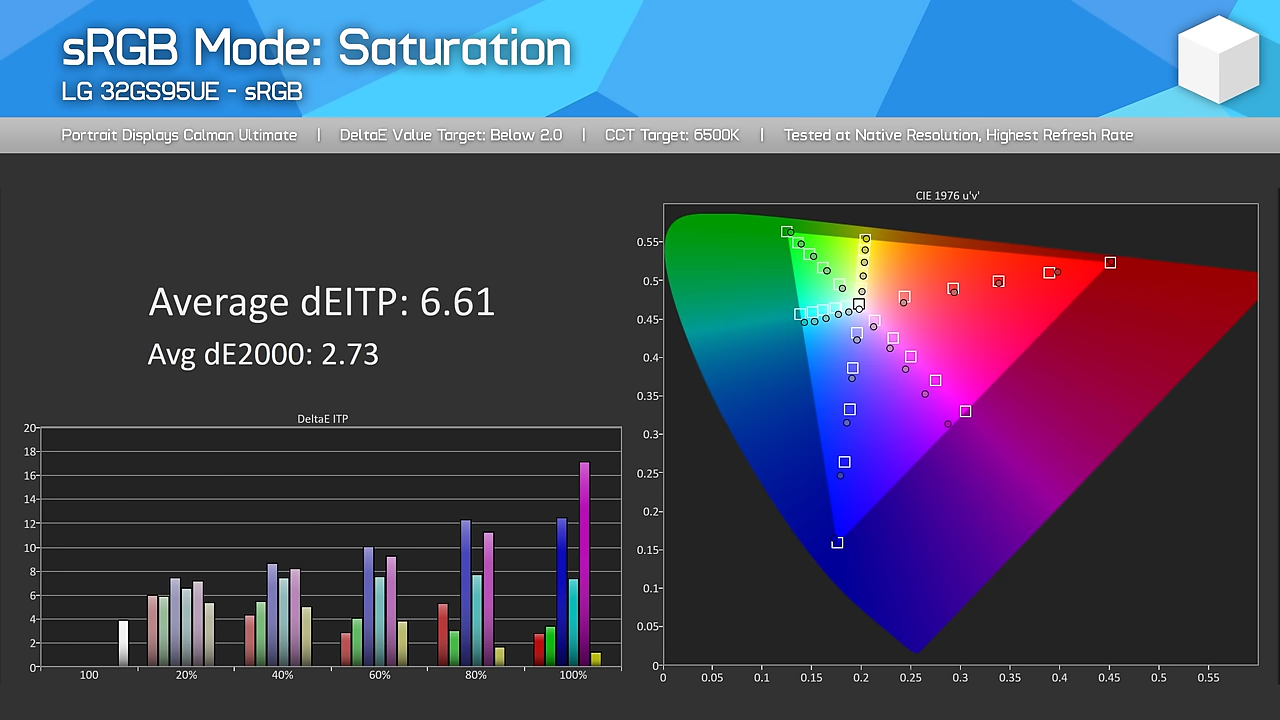 sRGB Mode: Saturation
LG 32GS95UE - sRGB
Portrait Displays Calman Ultimate | DeltaE Value Target: Below 2.0 | CCT Target: 6500K | Tested at Native Resolution, Highest Refresh Rate
Average dEITP: 6.61
Avg dE2000: 2.73
DeltaE ITP
20
18
16
14
12
10
8
6
4
2
0
100 20% 40% 60% 80% 100%
CIE 1976 u'v'
0.55
0.5
0.45
0.4
0.35
0.3
0.25
0.2
0.15
0.1
0.05
0
0 0.05 0.1 0.15 0.2 0.25 0.3 0.35 0.4 0.45 0.5 0.55